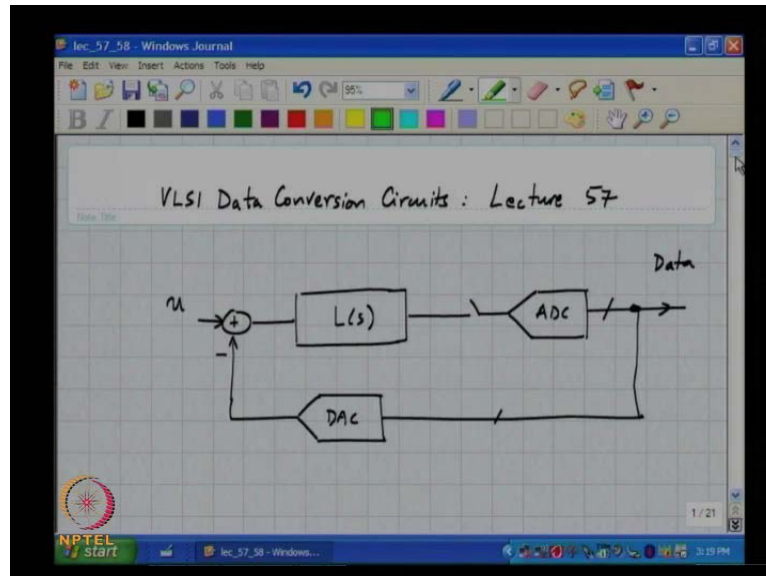 lec_57_58 - Windows Journal
File Edit View Insert Actions Tools Help
95%
B I
VLSI Data Conversion Circuits : Lecture 57
Note Title
Data
u
+
L(s)
ADC
-
DAC
1 / 21
NPTEL
start
lec_57_58 - Windows...
3:19 PM